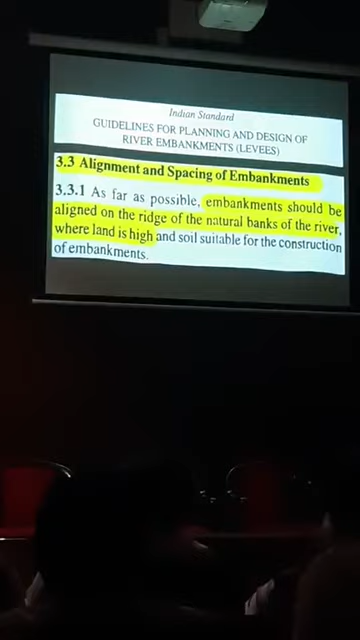 Indian Standard
GUIDELINES FOR PLANNING AND DESIGN OF
RIVER EMBANKMENTS (LEVEES)
3.3 Alignment and Spacing of Embankments
3.3.1 As far as possible, embankments should be
aligned on the ridge of the natural banks of the river,
where land is high and soil suitable for the construction
of embankments.